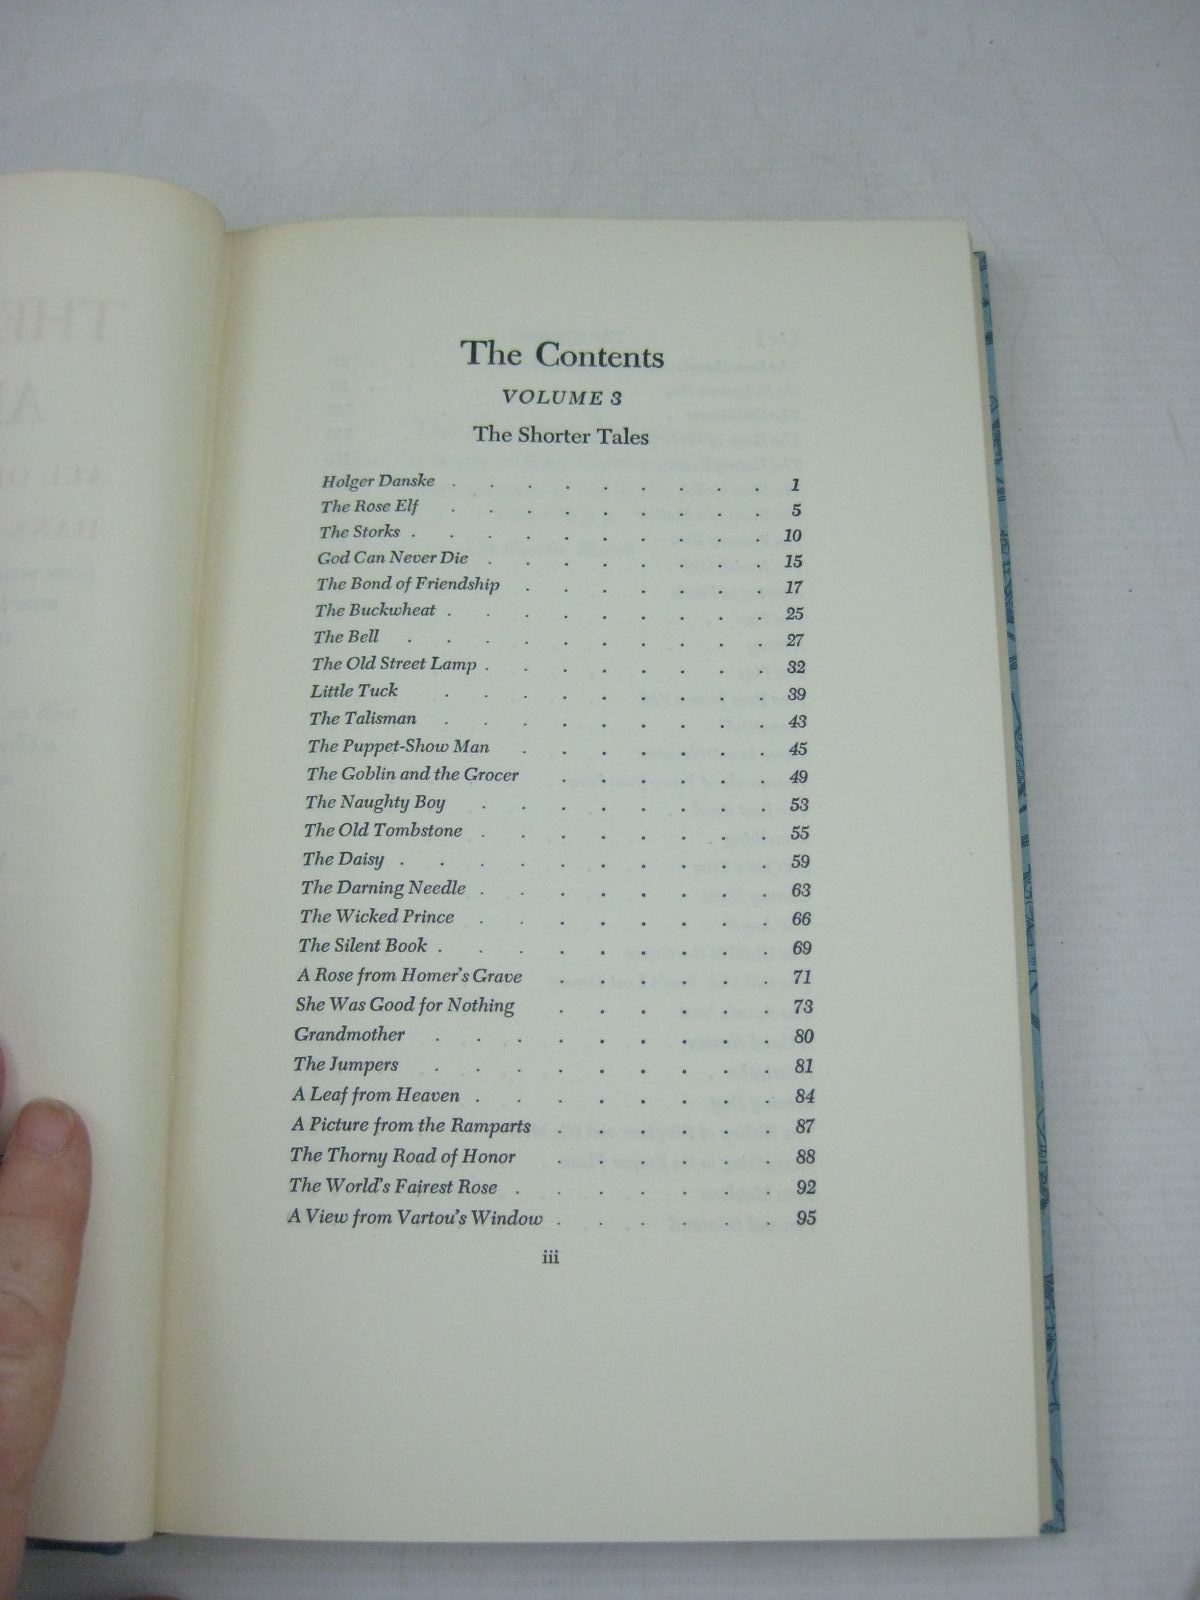 The Contents
VOLUME 3
The Shorter Tales
Holger Danske . . . . . . . . . 1
The Rose Elf . . . . . . . . . 5
The Storks . . . . . . . . . . 10
God Can Never Die . . . . . . . . 15
The Bond of Friendship . . . . . . . 17
The Buckwheat . . . . . . . . . 25
The Bell . . . . . . . . . . 27
The Old Street Lamp . . . . . . . . 32
Little Tuck . . . . . . . . . 39
The Talisman . . . . . . . . . 43
The Puppet-Show Man . . . . . . . 45
The Goblin and the Grocer . . . . . . 49
The Naughty Boy . . . . . . . . 53
The Old Tombstone . . . . . . . . 55
The Daisy . . . . . . . . . . 59
The Darning Needle . . . . . . . . 63
The Wicked Prince . . . . . . . . 66
The Silent Book . . . . . . . . . 69
A Rose from Homer's Grave . . . . . . 71
She Was Good for Nothing . . . . . . 73
Grandmother . . . . . . . . . 80
The Jumpers . . . . . . . . . 81
A Leaf from Heaven . . . . . . . . 84
A Picture from the Ramparts . . . . . . 87
The Thorny Road of Honor . . . . . . 88
The World's Fairest Rose . . . . . . . 92
A View from Vartou's Window . . . . . . 95
iii